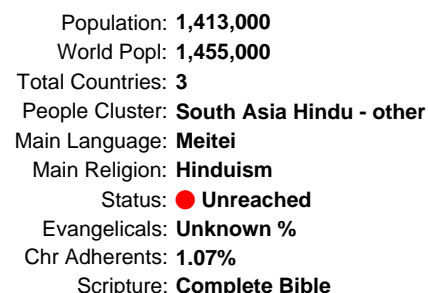 Population: 1,413,000
World Popl: 1,455,000
Total Countries: 3
People Cluster: South Asia Hindu - other
Main Language: Meitei
Main Religion: Hinduism
Status: Unreached
Evangelicals: Unknown %
Chr Adherents: 1.07%
Scripture: Complete Bible